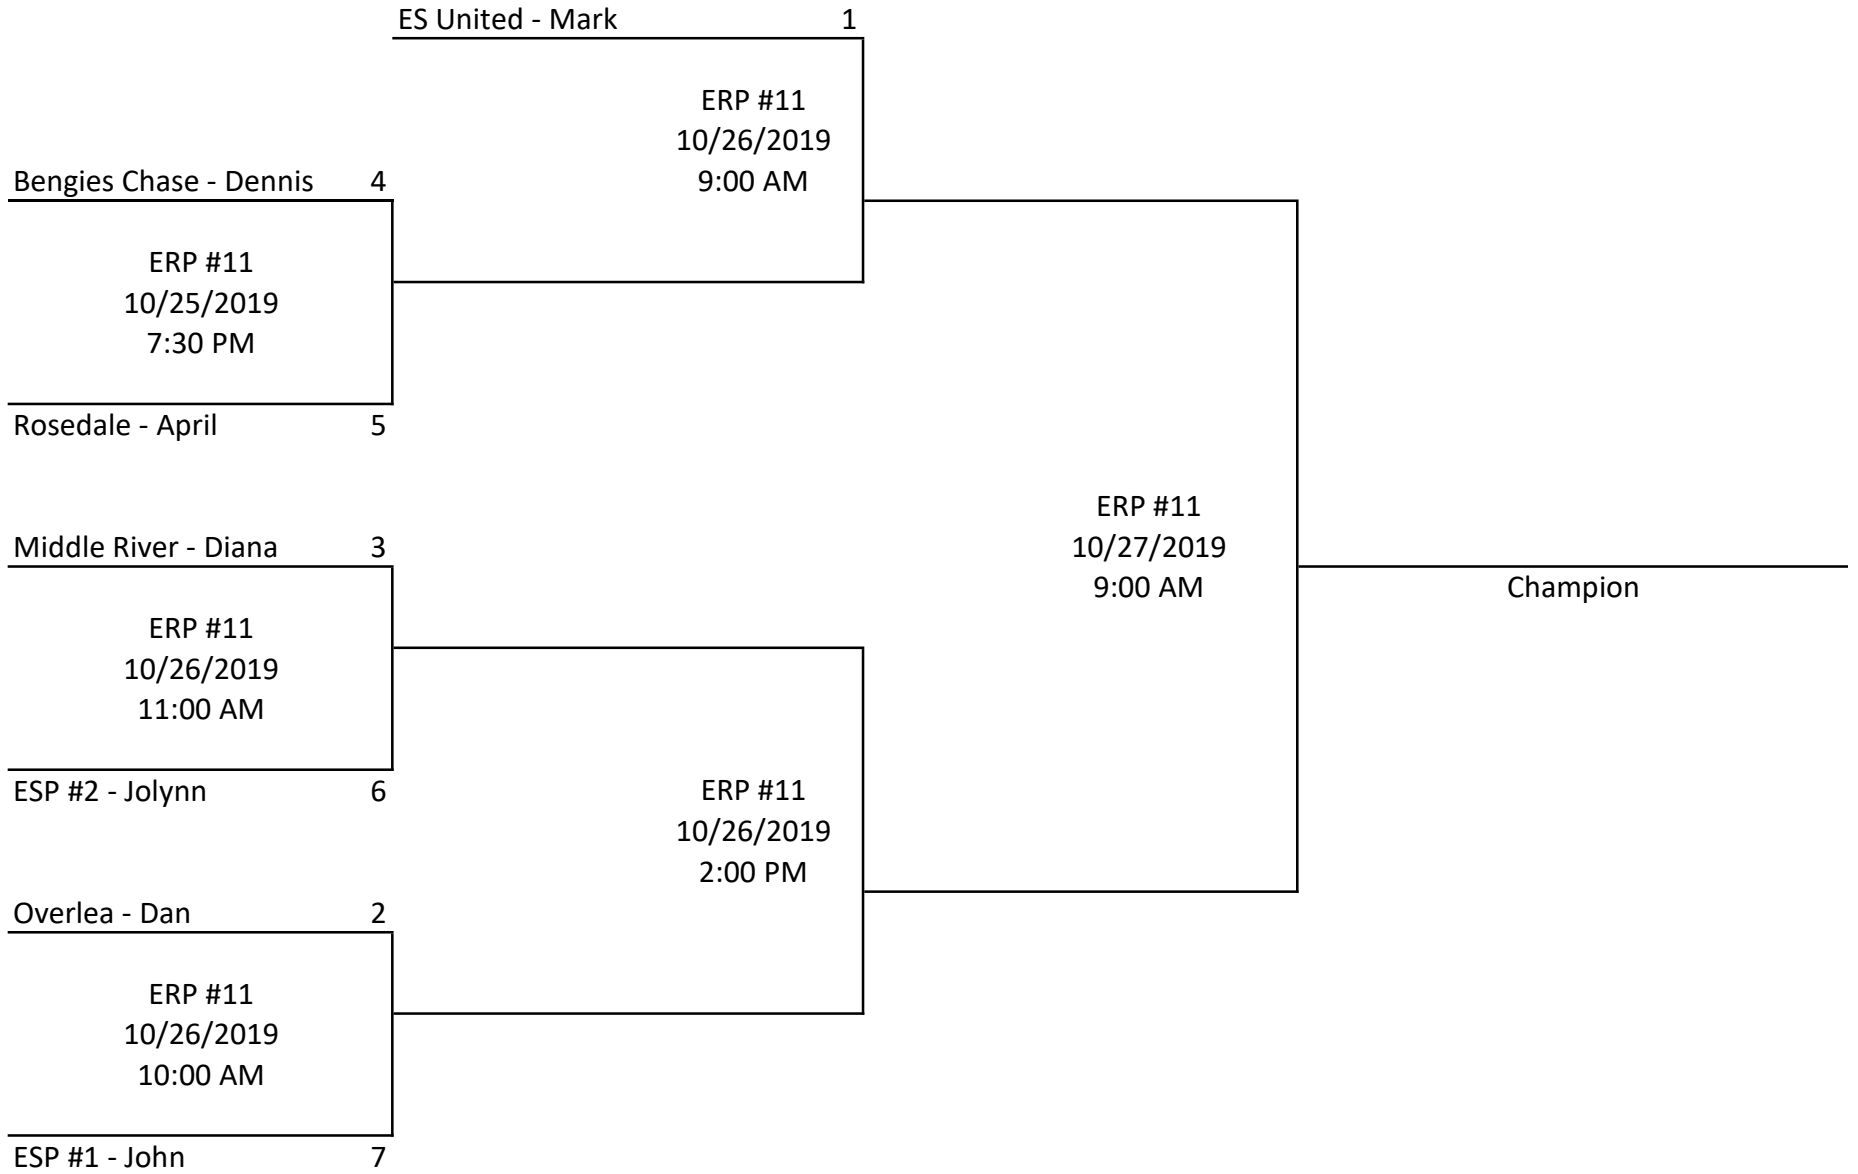 ES United - Mark 1
ERP #11
10/26/2019
9:00 AM
Bengies Chase - Dennis 4
ERP #11
10/25/2019
7:30 PM
Rosedale - April 5
Middle River - Diana 3
ERP #11
10/26/2019
11:00 AM
ESP #2 - Jolynn 6
ERP #11
10/26/2019
2:00 PM
Overlea - Dan 2
ERP #11
10/26/2019
10:00 AM
ESP #1 - John 7
ERP #11
10/27/2019
9:00 AM
Champion